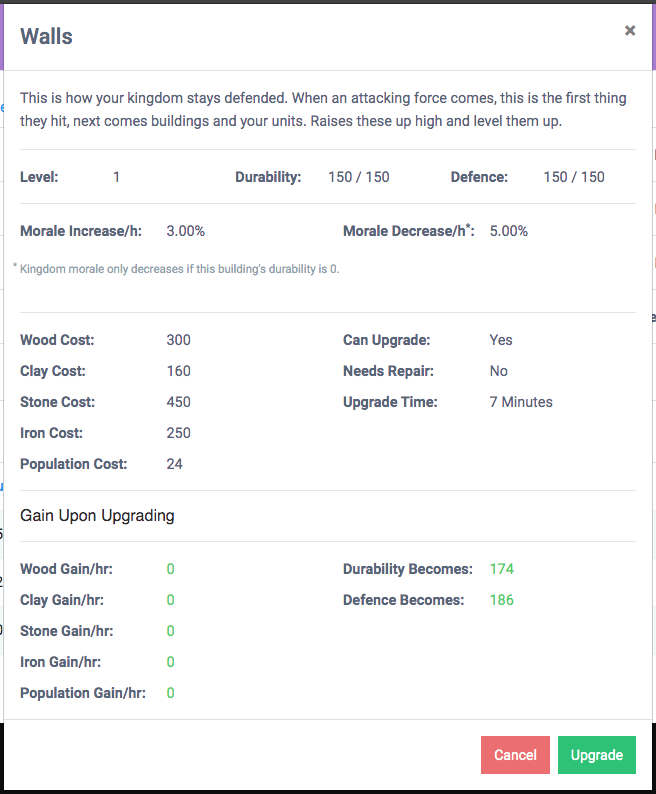 Walls
×
This is how your kingdom stays defended. When an attacking force comes, this is the first thing
they hit, next comes buildings and your units. Raises these up high and level them up.
Level: 1 Durability: 150 / 150 Defence: 150 / 150
Morale Increase/h: 3.00% Morale Decrease/h*: 5.00%
* Kingdom morale only decreases if this building's durability is 0.
Wood Cost: 300 Can Upgrade: Yes
Clay Cost: 160 Needs Repair: No
Stone Cost: 450 Upgrade Time: 7 Minutes
Iron Cost: 250
Population Cost: 24
Gain Upon Upgrading
Wood Gain/hr: 0 Durability Becomes: 174
Clay Gain/hr: 0 Defence Becomes: 186
Stone Gain/hr: 0
Iron Gain/hr: 0
Population Gain/hr: 0
Cancel Upgrade